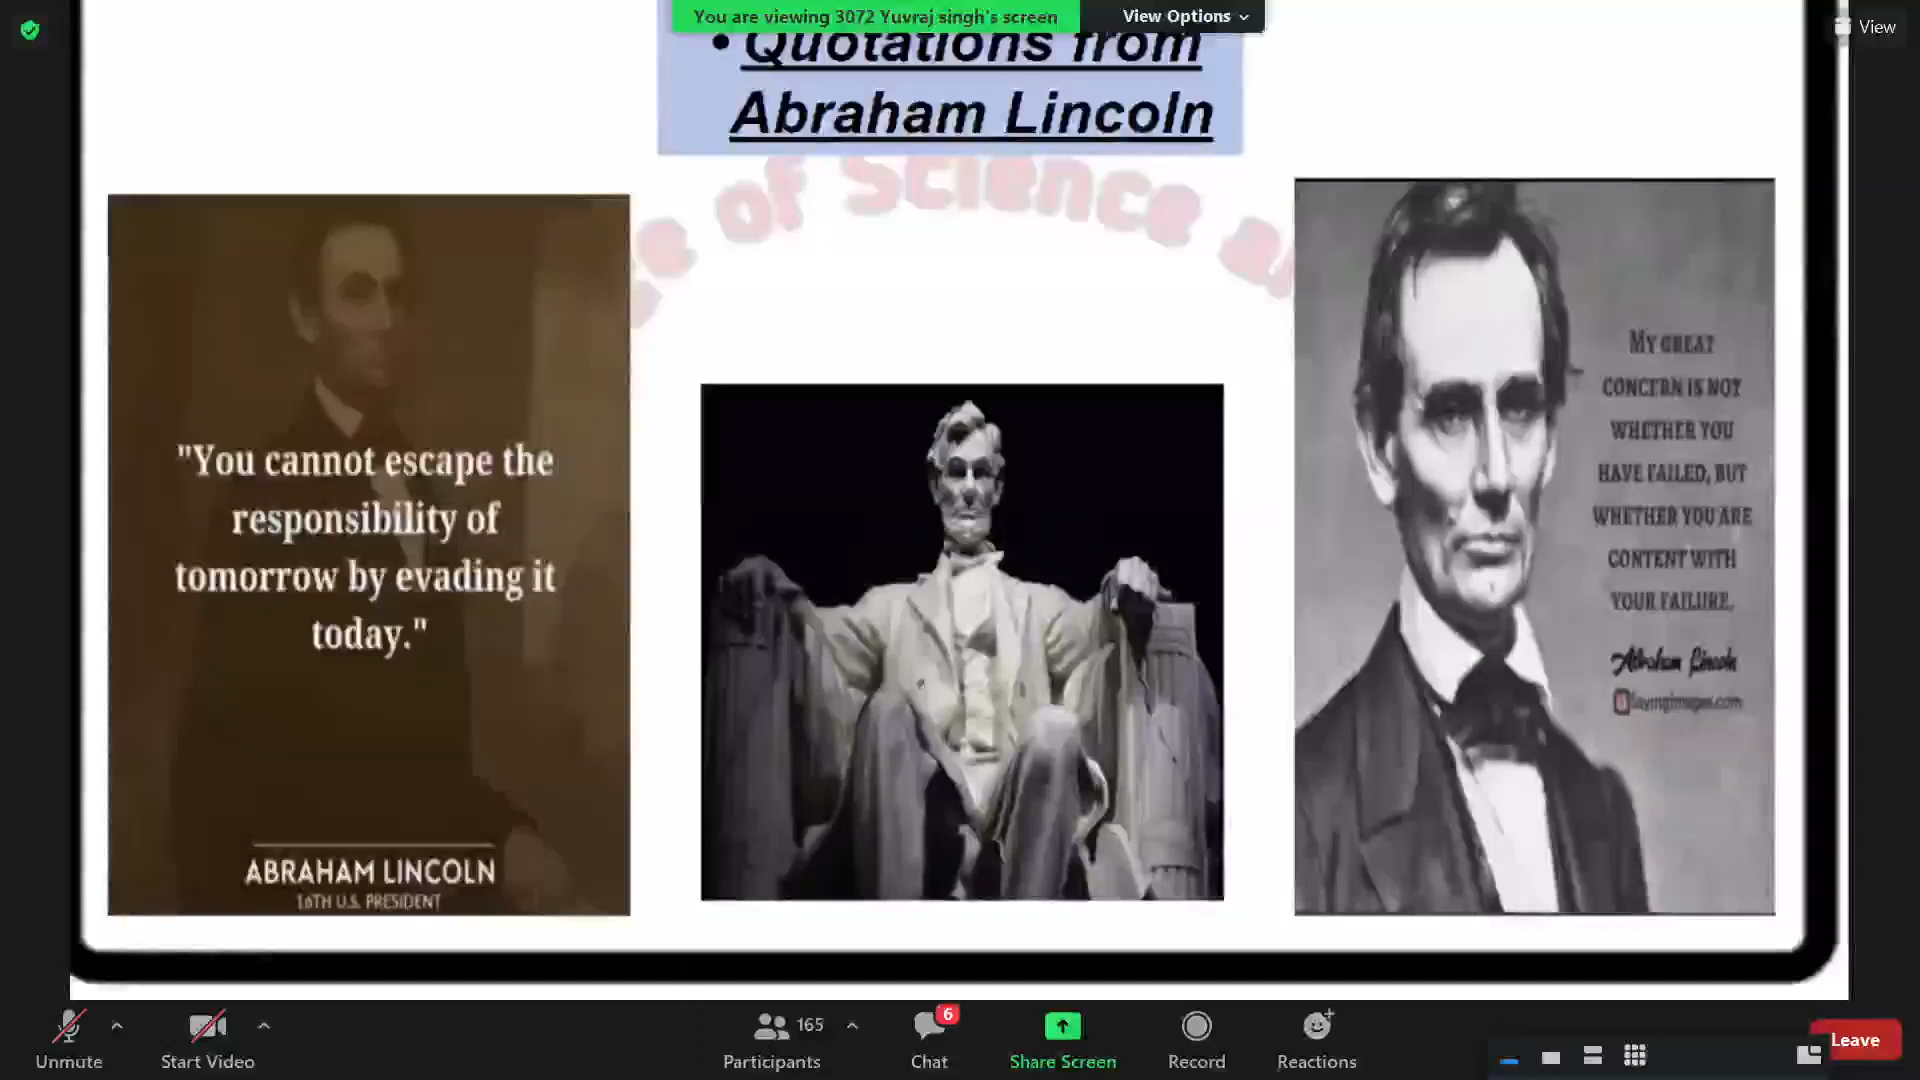 You are viewing 3072 Yuvraj singh's screen
View Options
View
• Quotations from
Abraham Lincoln
of Science
"You cannot escape the
responsibility of
tomorrow by evading it
today."
ABRAHAM LINCOLN
16TH U.S. PRESIDENT
MY GREAT
CONCERN IS NOT
WHETHER YOU
HAVE FAILED, BUT
WHETHER YOU ARE
CONTENT WITH
YOUR FAILURE.
Abraham Lincoln
sayingimages.com
Unmute
Start Video
165
Participants
6
Chat
Share Screen
Record
Reactions
Leave